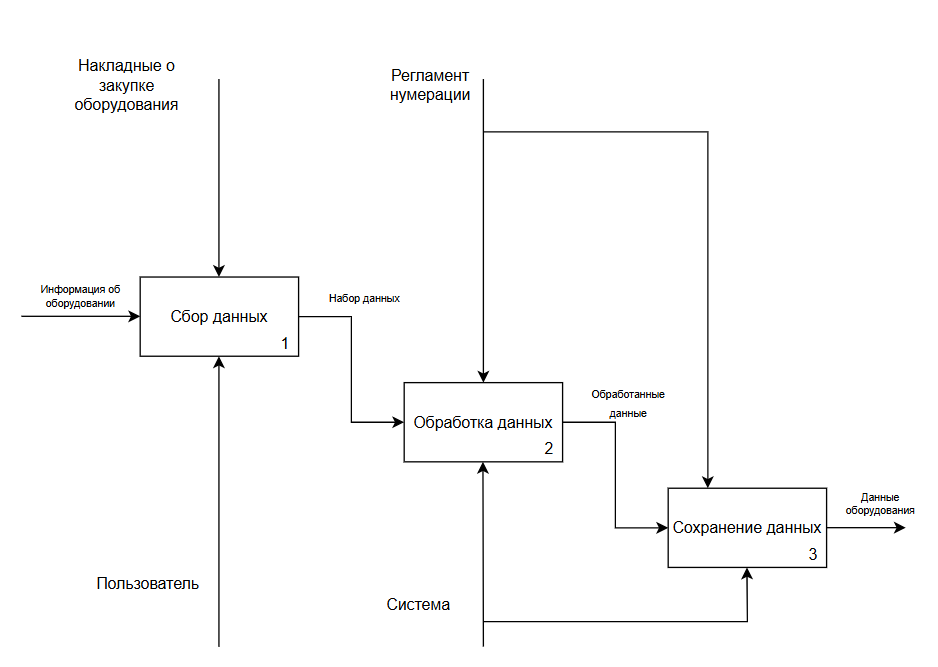 Накладные о
закупке
оборудования
Регламент
нумерации
Информация об
оборудовании
Сбор данных
1
Набор данных
Обработка данных
2
Обработанные
данные
Сохранение данных
3
Данные
оборудования
Пользователь
Система